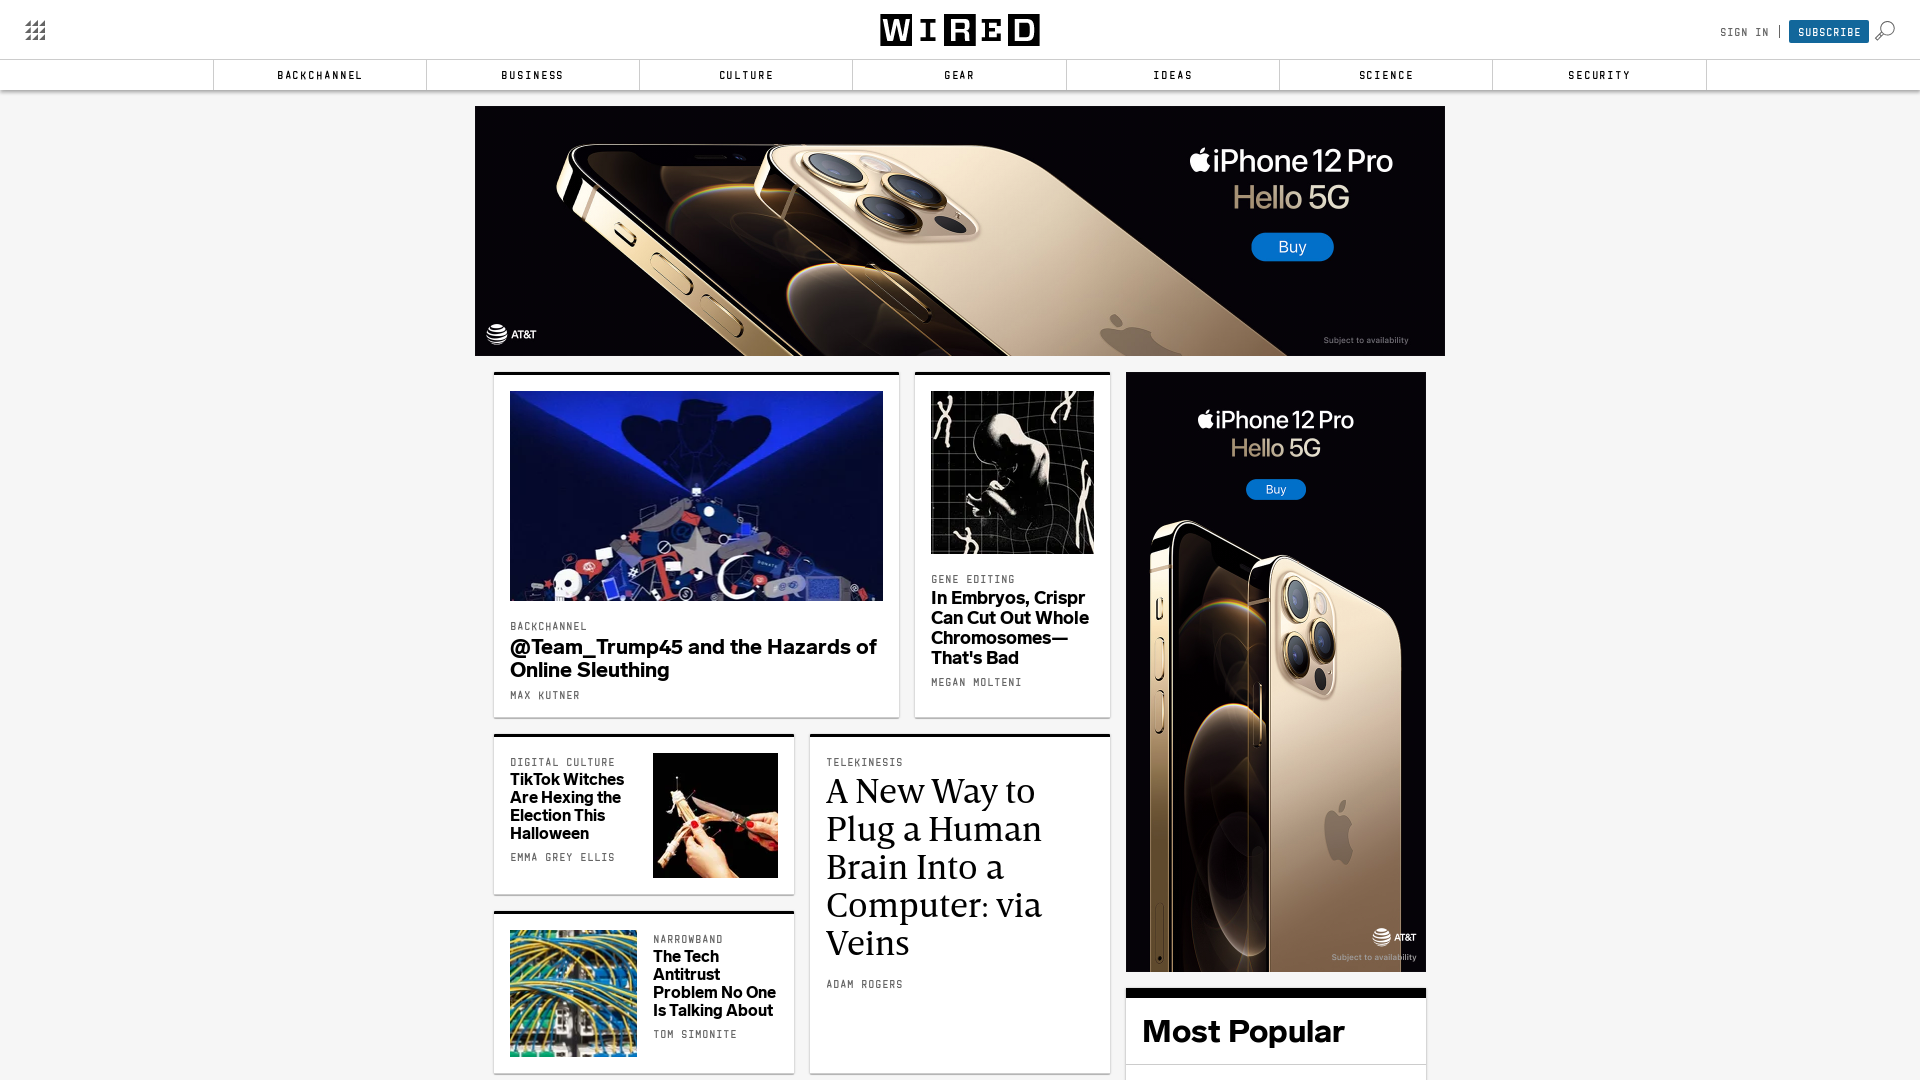 WIRED
SIGN IN
SUBSCRIBE
BACKCHANNEL
BUSINESS
CULTURE
GEAR
IDEAS
SCIENCE
SECURITY
iPhone 12 Pro
Hello 5G
Buy
AT&T
Subject to availability
BACKCHANNEL
@Team_Trump45 and the Hazards of
Online Sleuthing
MAX KUTNER
GENE EDITING
In Embryos, Crispr
Can Cut Out Whole
Chromosomes—
That's Bad
MEGAN MOLTENI
iPhone 12 Pro
Hello 5G
Buy
AT&T
Subject to availability
DIGITAL CULTURE
TikTok Witches
Are Hexing the
Election This
Halloween
EMMA GREY ELLIS
TELEKINESIS
A New Way to
Plug a Human
Brain Into a
Computer: via
Veins
ADAM ROGERS
NARROWBAND
The Tech
Antitrust
Problem No One
Is Talking About
TOM SIMONITE
Most Popular